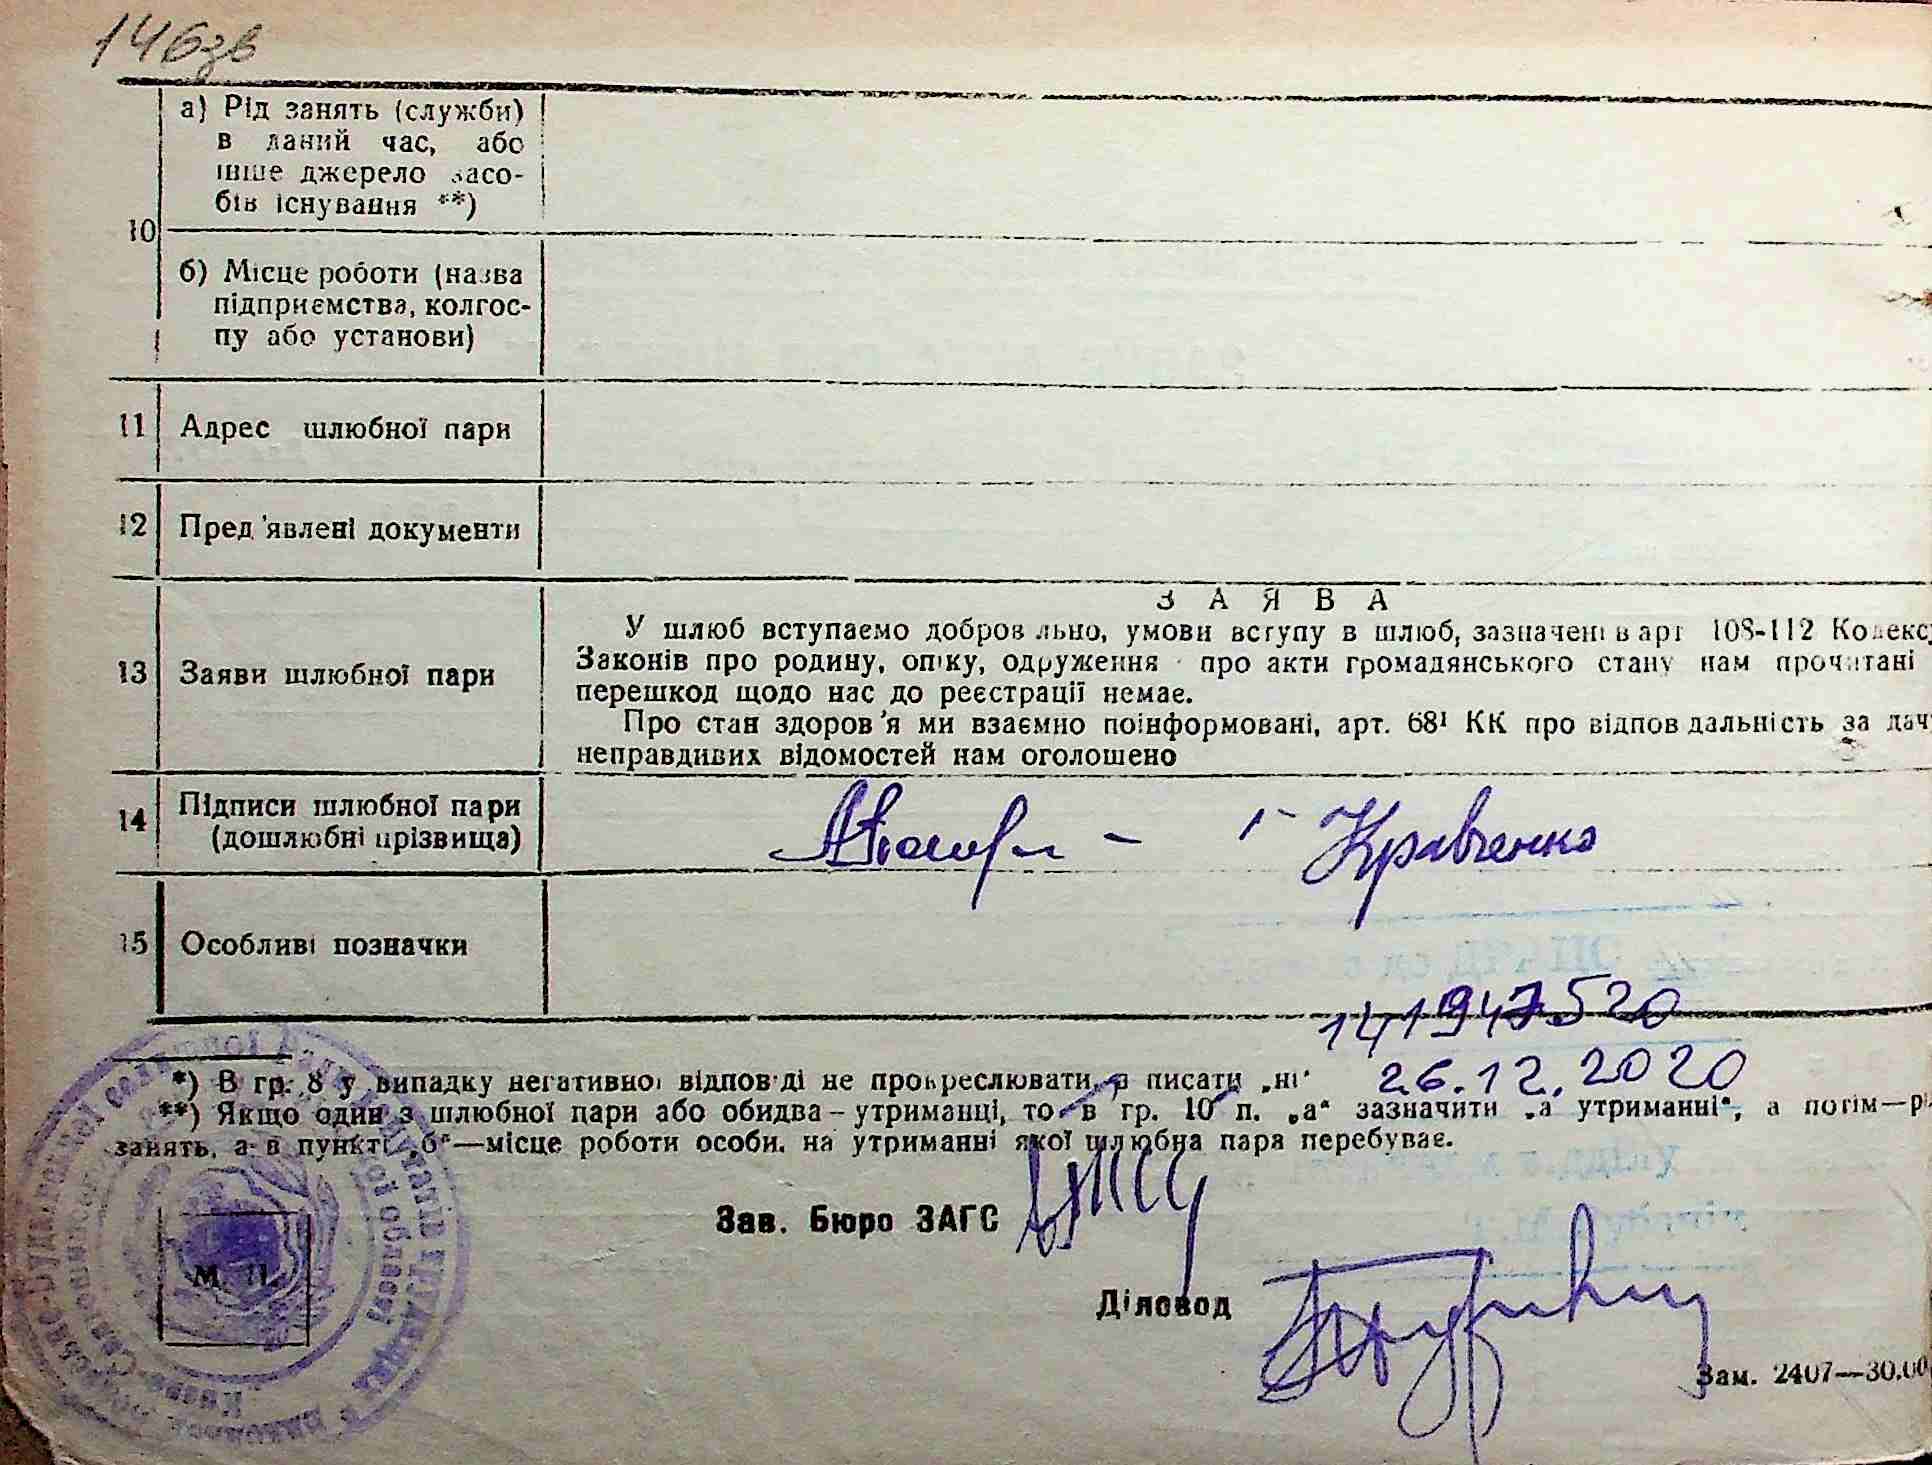 146зв
а) Рід занять (служби)
в даний час, або
інше джерело засо-
бів існування **)
10
б) Місце роботи (назва
підприємства, колгос-
пу або установи)
11 Адрес шлюбної пари
12 Пред'явлені документи
З А Я В А
У шлюб вступаємо добровільно, умови вступу в шлюб, зазначені в арт 108-112 Кодексу
13 Заяви шлюбної пари
Законів про родину, опіку, одруження про акти громадянського стану нам прочитані
перешкод щодо нас до реєстрації немає.
Про стан здоров'я ми взаємно поінформовані, арт. 68¹ КК про відповідальність за дачу
неправдивих відомостей нам оголошено
14 Підписи шлюбної пари
(дошлюбні прізвища)
Кравченко
15 Особливі позначки
26.12.2020
*) В гр. 8 у випадку негативної відповіді не прокреслювати, а писати „ні"
**) Якщо один з шлюбної пари або обидва – утриманці, то в гр. 10 п. „а" зазначити „а утриманні", а потім—рі
занять, а в пункті „б"—місце роботи особи, на утриманні якої шлюбна пара перебуває.
Зав. Бюро ЗАГС
М. П.
Діловод
Зам. 2407—30.00